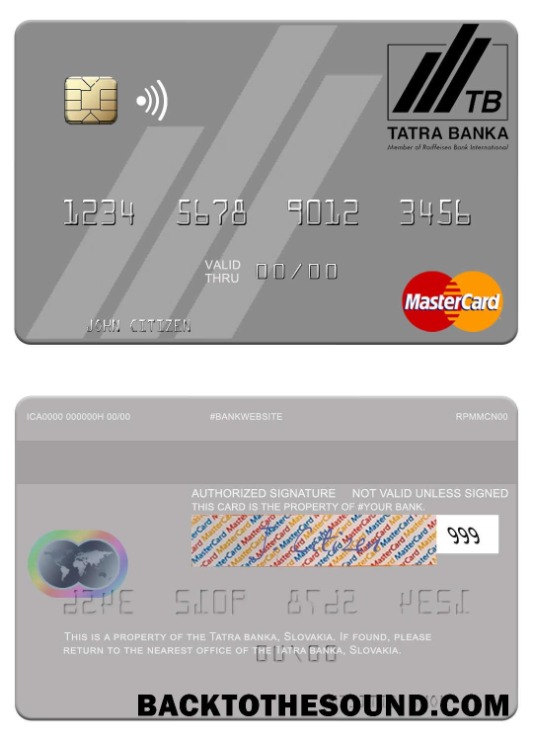 TB
TATRA BANKA
Member of Raiffeisen Bank International
1234 5678 9012 3456
VALID THRU 00/00
JOHN CITIZEN
MasterCard
ICA0000 000000H 00/00 #BANKWEBSITE RPMMCN00
AUTHORIZED SIGNATURE NOT VALID UNLESS SIGNED
THIS CARD IS THE PROPERTY OF #YOUR BANK.
MasterCard MasterCard MasterCard
999
THIS IS A PROPERTY OF THE TATRA BANKA, SLOVAKIA. IF FOUND, PLEASE
RETURN TO THE NEAREST OFFICE OF THE TATRA BANKA, SLOVAKIA.
BACKTOTHESOUND.COM